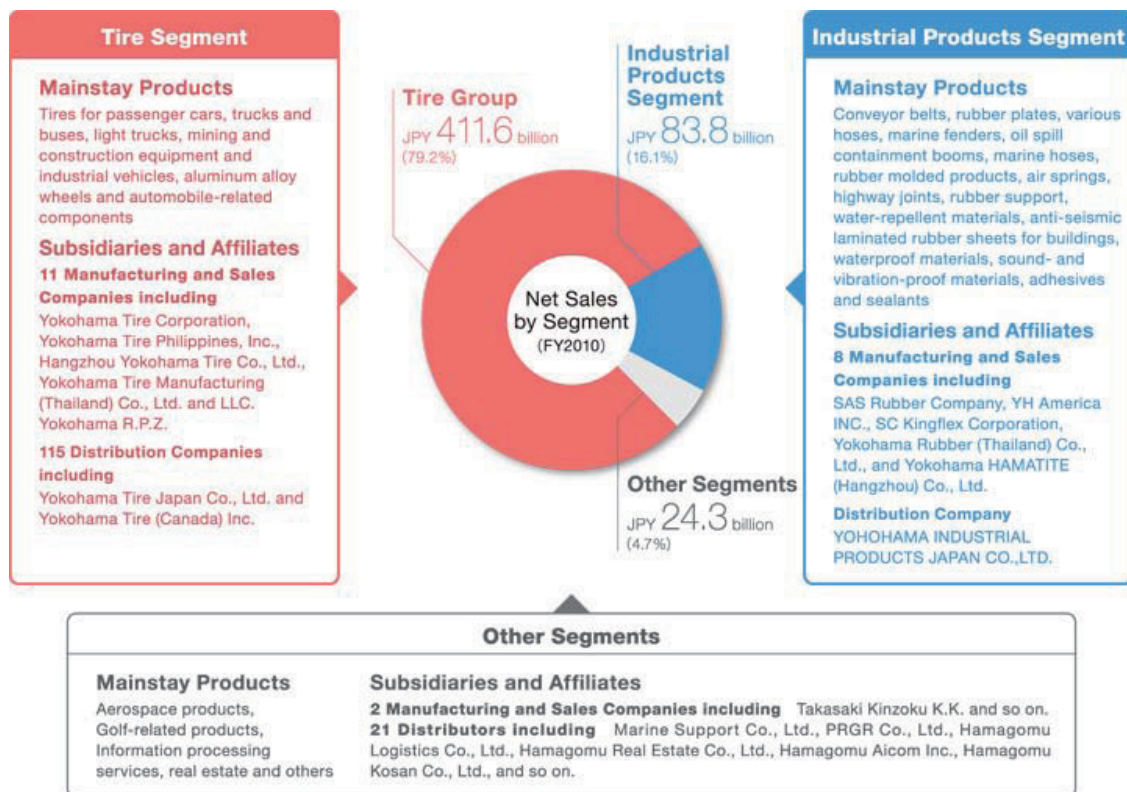 Tire Segment
Mainstay Products
Tires for passenger cars, trucks and
buses, light trucks, mining and
construction equipment and
industrial vehicles, aluminum alloy
wheels and automobile-related
components
Subsidiaries and Affiliates
11 Manufacturing and Sales
Companies including
Yokohama Tire Corporation,
Yokohama Tire Philippines, Inc.,
Hangzhou Yokohama Tire Co., Ltd.,
Yokohama Tire Manufacturing
(Thailand) Co., Ltd. and LLC.
Yokohama R.P.Z.
115 Distribution Companies
including
Yokohama Tire Japan Co., Ltd. and
Yokohama Tire (Canada) Inc.
Tire Group
JPY 411.6 billion
(79.2%)
Industrial
Products
Segment
JPY 83.8 billion
(16.1%)
Net Sales
by Segment
(FY2010)
Other Segments
JPY 24.3 billion
(4.7%)
Industrial Products Segment
Mainstay Products
Conveyor belts, rubber plates, various
hoses, marine fenders, oil spill
containment booms, marine hoses,
rubber molded products, air springs,
highway joints, rubber support,
water-repellent materials, anti-seismic
laminated rubber sheets for buildings,
waterproof materials, sound- and
vibration-proof materials, adhesives
and sealants
Subsidiaries and Affiliates
8 Manufacturing and Sales
Companies including
SAS Rubber Company, YH America
INC., SC Kingflex Corporation,
Yokohama Rubber (Thailand) Co.,
Ltd., and Yokohama HAMATITE
(Hangzhou) Co., Ltd.
Distribution Company
YOHOHAMA INDUSTRIAL
PRODUCTS JAPAN CO.,LTD.
Other Segments
Mainstay Products
Aerospace products,
Golf-related products,
Information processing
services, real estate and others
Subsidiaries and Affiliates
2 Manufacturing and Sales Companies including Takasaki Kinzoku K.K. and so on.
21 Distributors including Marine Support Co., Ltd., PRGR Co., Ltd., Hamagomu
Logistics Co., Ltd., Hamagomu Real Estate Co., Ltd., Hamagomu Aicom Inc., Hamagomu
Kosan Co., Ltd., and so on.